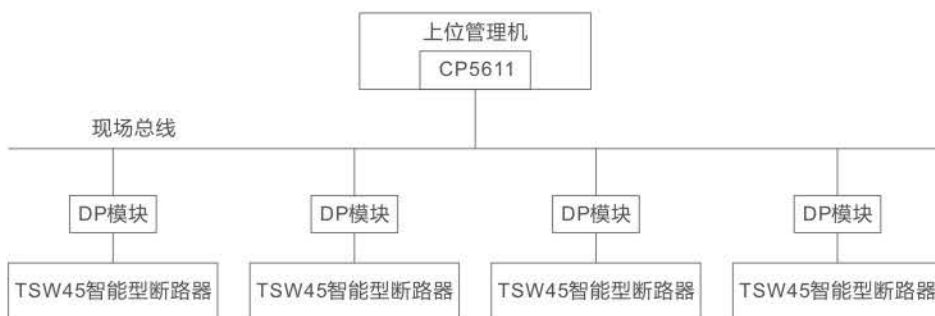 上位管理机
CP5611
现场总线
DP模块 DP模块 DP模块 DP模块
TSW45智能型断路器 TSW45智能型断路器 TSW45智能型断路器 TSW45智能型断路器